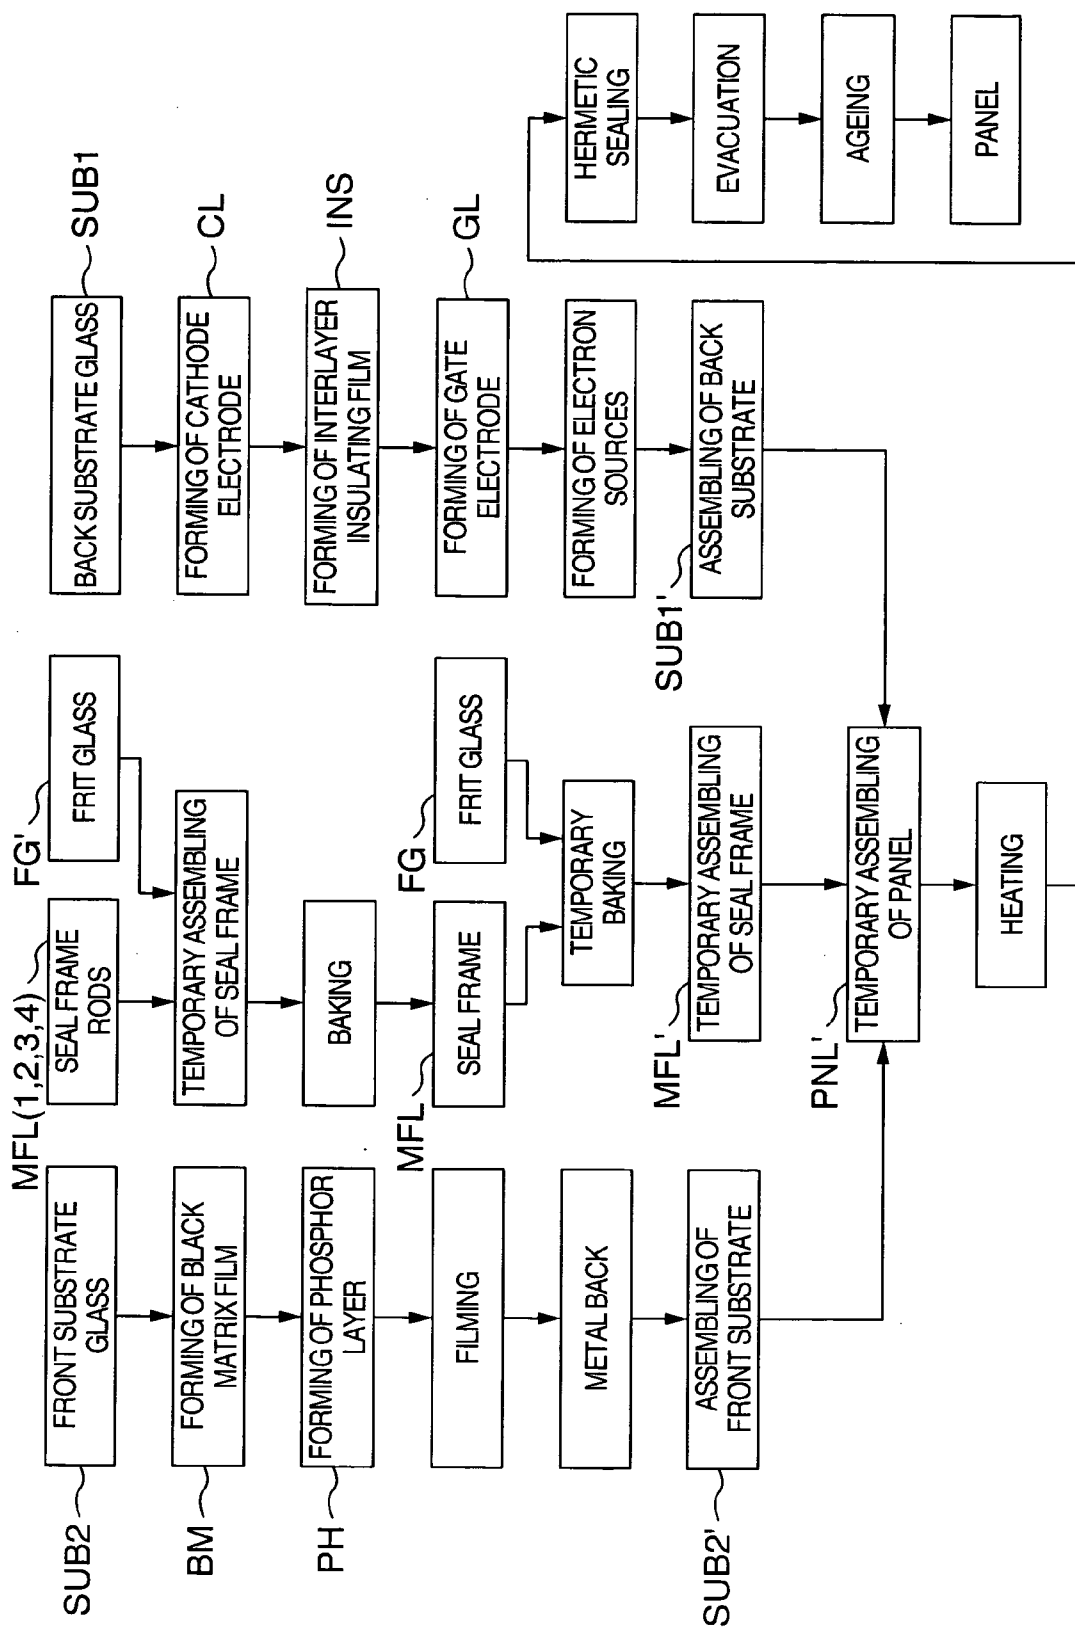 SUB2
FRONT SUBSTRATE
GLASS
BM
FORMING OF BLACK
MATRIX FILM
PH
FORMING OF PHOSPHOR
LAYER
FILMING
METAL BACK
SUB2'
ASSEMBLING OF
FRONT SUBSTRATE
MFL(1,2,3,4)
SEAL FRAME
RODS
FG'
FRIT GLASS
TEMPORARY ASSEMBLING
OF SEAL FRAME
BAKING
MFL
SEAL FRAME
FG
FRIT GLASS
TEMPORARY
BAKING
MFL'
TEMPORARY ASSEMBLING
OF SEAL FRAME
PNL'
TEMPORARY ASSEMBLING
OF PANEL
HEATING
BACK SUBSTRATE GLASS
SUB1
FORMING OF CATHODE
ELECTRODE
CL
FORMING OF INTERLAYER
INSULATING FILM
INS
FORMING OF GATE
ELECTRODE
GL
FORMING OF ELECTRON
SOURCES
SUB1'
ASSEMBLING OF BACK
SUBSTRATE
HERMETIC
SEALING
EVACUATION
AGEING
PANEL